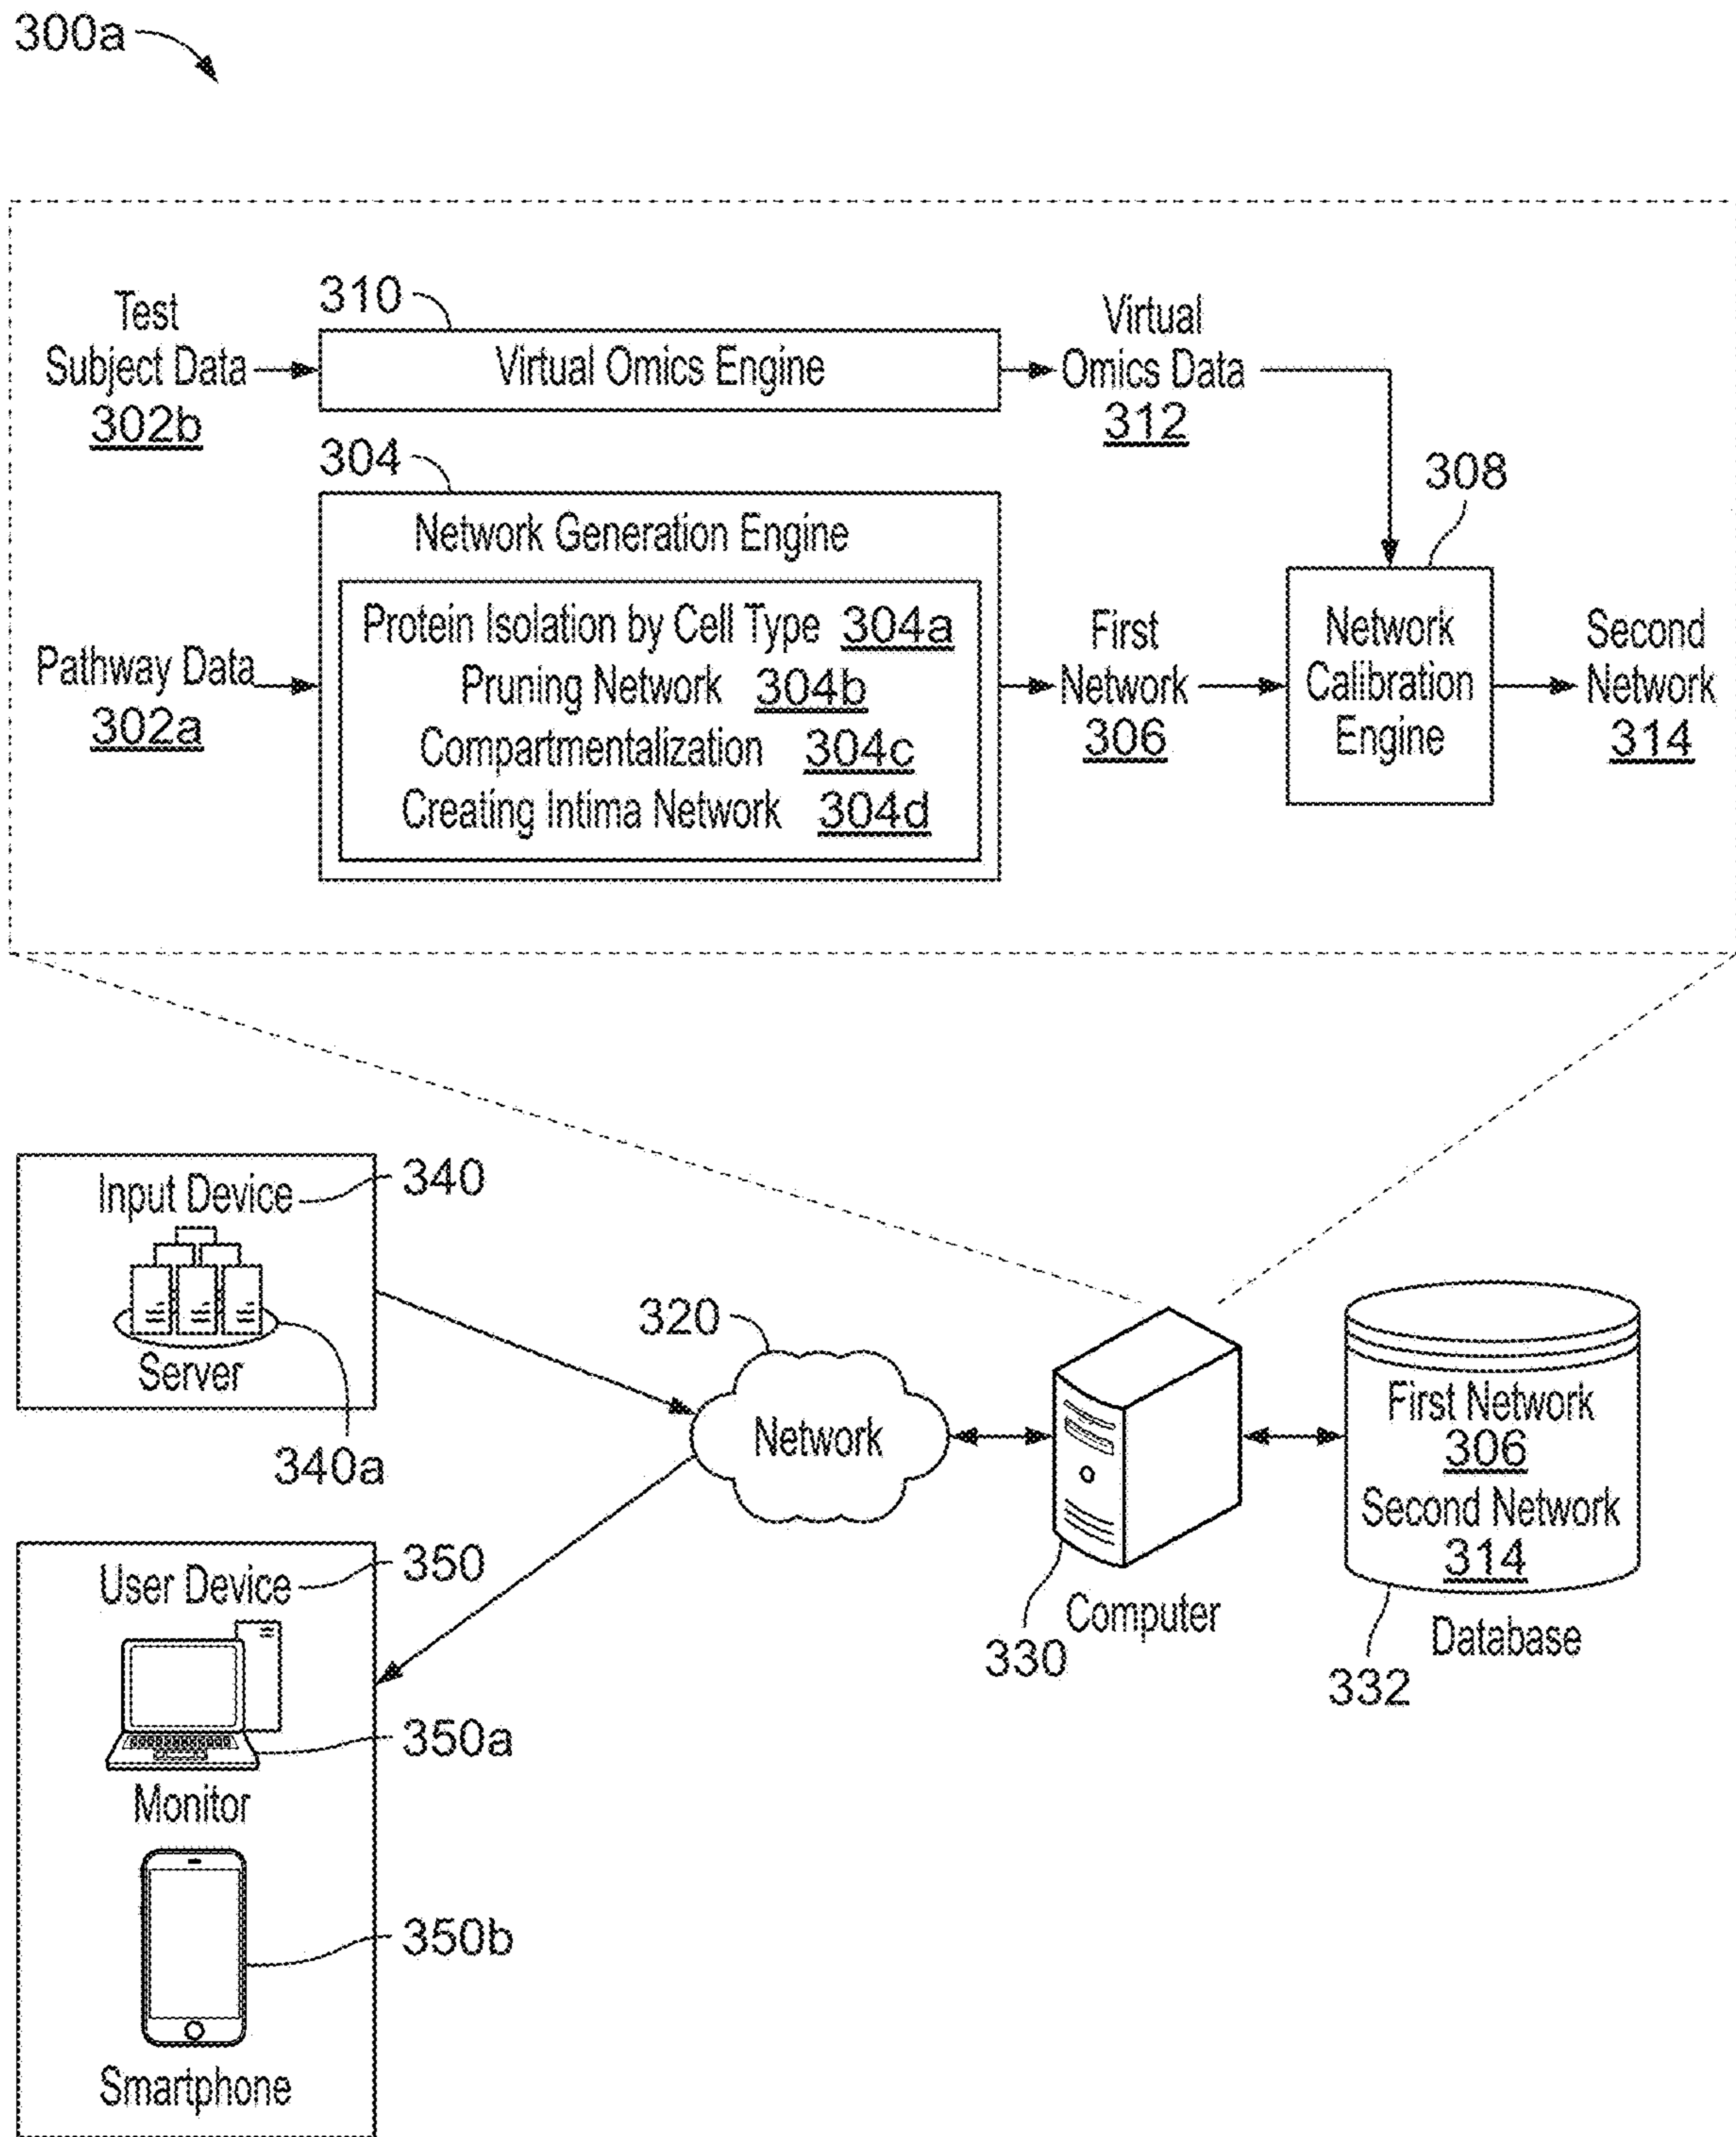 300a
310
Test
Subject Data
302b
Virtual Omics Engine
Virtual
Omics Data
312
304
308
Network Generation Engine
Protein Isolation by Cell Type 304a
Pruning Network 304b
Compartmentalization 304c
Creating Intima Network 304d
Pathway Data
302a
First
Network
306
Network
Calibration
Engine
Second
Network
314
Input Device
340
Server
340a
320
Network
Computer
330
First Network
306
Second Network
314
Database
332
User Device
350
350a
Monitor
350b
Smartphone